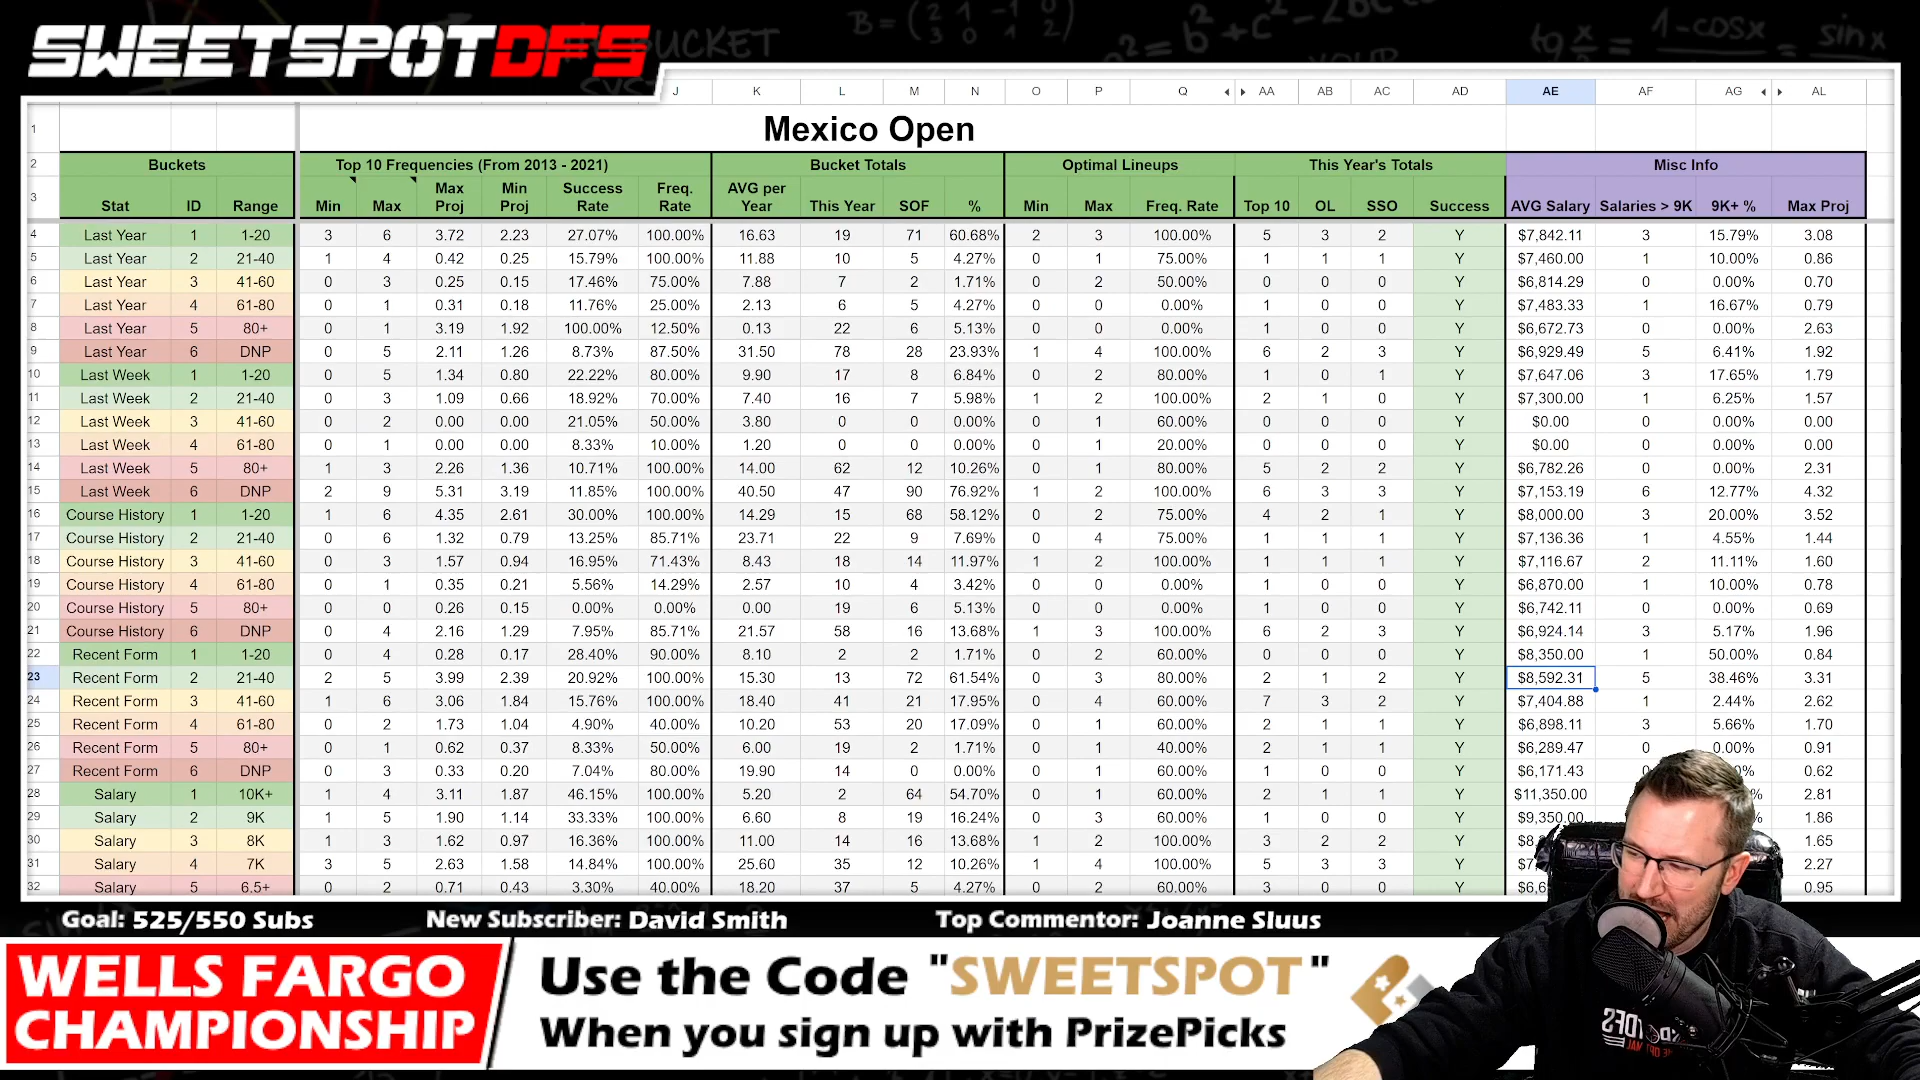 SWEETSPOTDFS
J K L M N O P Q AA AB AC AD AE AF AG AL
1 Mexico Open
2 Buckets Top 10 Frequencies (From 2013 - 2021) Bucket Totals Optimal Lineups This Year's Totals Misc Info
3 Stat ID Range Min Max Max Proj Min Proj Success Rate Freq. Rate AVG per Year This Year SOF % Min Max Freq. Rate Top 10 OL SSO Success AVG Salary Salaries > 9K 9K+ % Max Proj
4 Last Year 1 1-20 3 6 3.72 2.23 27.07% 100.00% 16.63 19 71 60.68% 2 3 100.00% 5 3 2 Y $7,842.11 3 15.79% 3.08
5 Last Year 2 21-40 1 4 0.42 0.25 15.79% 100.00% 11.88 10 5 4.27% 0 1 75.00% 1 1 1 Y $7,460.00 1 10.00% 0.86
6 Last Year 3 41-60 0 3 0.25 0.15 17.46% 75.00% 7.88 7 2 1.71% 0 2 50.00% 0 0 0 Y $6,814.29 0 0.00% 0.70
7 Last Year 4 61-80 0 1 0.31 0.18 11.76% 25.00% 2.13 6 5 4.27% 0 0 0.00% 1 0 0 Y $7,483.33 1 16.67% 0.79
8 Last Year 5 80+ 0 1 3.19 1.92 100.00% 12.50% 0.13 22 6 5.13% 0 0 0.00% 1 0 0 Y $6,672.73 0 0.00% 2.63
9 Last Year 6 DNP 0 5 2.11 1.26 8.73% 87.50% 31.50 78 28 23.93% 1 4 100.00% 6 2 3 Y $6,929.49 5 6.41% 1.92
10 Last Week 1 1-20 0 5 1.34 0.80 22.22% 80.00% 9.90 17 8 6.84% 0 2 80.00% 1 0 1 Y $7,647.06 3 17.65% 1.79
11 Last Week 2 21-40 0 3 1.09 0.66 18.92% 70.00% 7.40 16 7 5.98% 1 2 100.00% 2 1 0 Y $7,300.00 1 6.25% 1.57
12 Last Week 3 41-60 0 2 0.00 0.00 21.05% 50.00% 3.80 0 0 0.00% 0 1 60.00% 0 0 0 Y $0.00 0 0.00% 0.00
13 Last Week 4 61-80 0 1 0.00 0.00 8.33% 10.00% 1.20 0 0 0.00% 0 1 20.00% 0 0 0 Y $0.00 0 0.00% 0.00
14 Last Week 5 80+ 1 3 2.26 1.36 10.71% 100.00% 14.00 62 12 10.26% 0 1 80.00% 5 2 2 Y $6,782.26 0 0.00% 2.31
15 Last Week 6 DNP 2 9 5.31 3.19 11.85% 100.00% 40.50 47 90 76.92% 1 2 100.00% 6 3 3 Y $7,153.19 6 12.77% 4.32
16 Course History 1 1-20 1 6 4.35 2.61 30.00% 100.00% 14.29 15 68 58.12% 0 2 75.00% 4 2 1 Y $8,000.00 3 20.00% 3.52
17 Course History 2 21-40 0 6 1.32 0.79 13.25% 85.71% 23.71 22 9 7.69% 0 4 75.00% 1 1 1 Y $7,136.36 1 4.55% 1.44
18 Course History 3 41-60 0 3 1.57 0.94 16.95% 71.43% 8.43 18 14 11.97% 1 2 100.00% 1 1 1 Y $7,116.67 2 11.11% 1.60
19 Course History 4 61-80 0 1 0.35 0.21 5.56% 14.29% 2.57 10 4 3.42% 0 0 0.00% 1 0 0 Y $6,870.00 1 10.00% 0.78
20 Course History 5 80+ 0 0 0.26 0.15 0.00% 0.00% 0.00 19 6 5.13% 0 0 0.00% 1 0 0 Y $6,742.11 0 0.00% 0.69
21 Course History 6 DNP 0 4 2.16 1.29 7.95% 85.71% 21.57 58 16 13.68% 1 3 100.00% 6 2 3 Y $6,924.14 3 5.17% 1.96
22 Recent Form 1 1-20 0 4 0.28 0.17 28.40% 90.00% 8.10 2 2 1.71% 0 2 60.00% 0 0 0 Y $8,350.00 1 50.00% 0.84
23 Recent Form 2 21-40 2 5 3.99 2.39 20.92% 100.00% 15.30 13 72 61.54% 0 3 80.00% 2 1 2 Y $8,592.31 5 38.46% 3.31
24 Recent Form 3 41-60 1 6 3.06 1.84 15.76% 100.00% 18.40 41 21 17.95% 0 4 60.00% 7 3 2 Y $7,404.88 1 2.44% 2.62
25 Recent Form 4 61-80 0 2 1.73 1.04 4.90% 40.00% 10.20 53 20 17.09% 0 1 60.00% 2 1 1 Y $6,898.11 3 5.66% 1.70
26 Recent Form 5 80+ 0 1 0.62 0.37 8.33% 50.00% 6.00 19 2 1.71% 0 1 40.00% 2 1 1 Y $6,289.47 0 0.00% 0.91
27 Recent Form 6 DNP 0 3 0.33 0.20 7.04% 80.00% 19.90 14 0 0.00% 0 1 60.00% 1 0 0 Y $6,171.43 0.62
28 Salary 1 10K+ 1 4 3.11 1.87 46.15% 100.00% 5.20 2 64 54.70% 0 1 60.00% 2 1 1 Y $11,350.00 2.81
29 Salary 2 9K 1 5 1.90 1.14 33.33% 100.00% 6.60 8 19 16.24% 0 3 60.00% 1 1 1 Y $9,350.00 1.86
30 Salary 3 8K 1 3 1.62 0.97 16.36% 100.00% 11.00 14 16 13.68% 1 2 100.00% 3 2 2 Y 1.65
31 Salary 4 7K 3 5 2.63 1.58 14.84% 100.00% 25.60 35 12 10.26% 1 4 100.00% 5 3 3 Y 2.27
32 Salary 5 6.5+ 0 2 0.71 0.43 3.30% 40.00% 18.20 37 5 4.27% 0 2 60.00% 3 0 0 Y 0.95
Goal: 525/550 Subs New Subscriber: David Smith Top Commentor: Joanne Sluus
WELLS FARGO CHAMPIONSHIP
Use the Code "SWEETSPOT"
When you sign up with PrizePicks